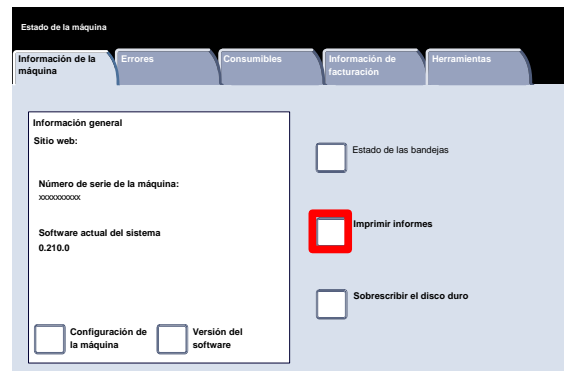 Estado de la máquina
Información de la
máquina
Errores
Consumibles
Información de
facturación
Herramientas
Información general
Sitio web:
Número de serie de la máquina:
xxxxxxxxx
Software actual del sistema
0.210.0
Configuración de
la máquina
Versión del
software
Estado de las bandejas
Imprimir informes
Sobrescribir el disco duro